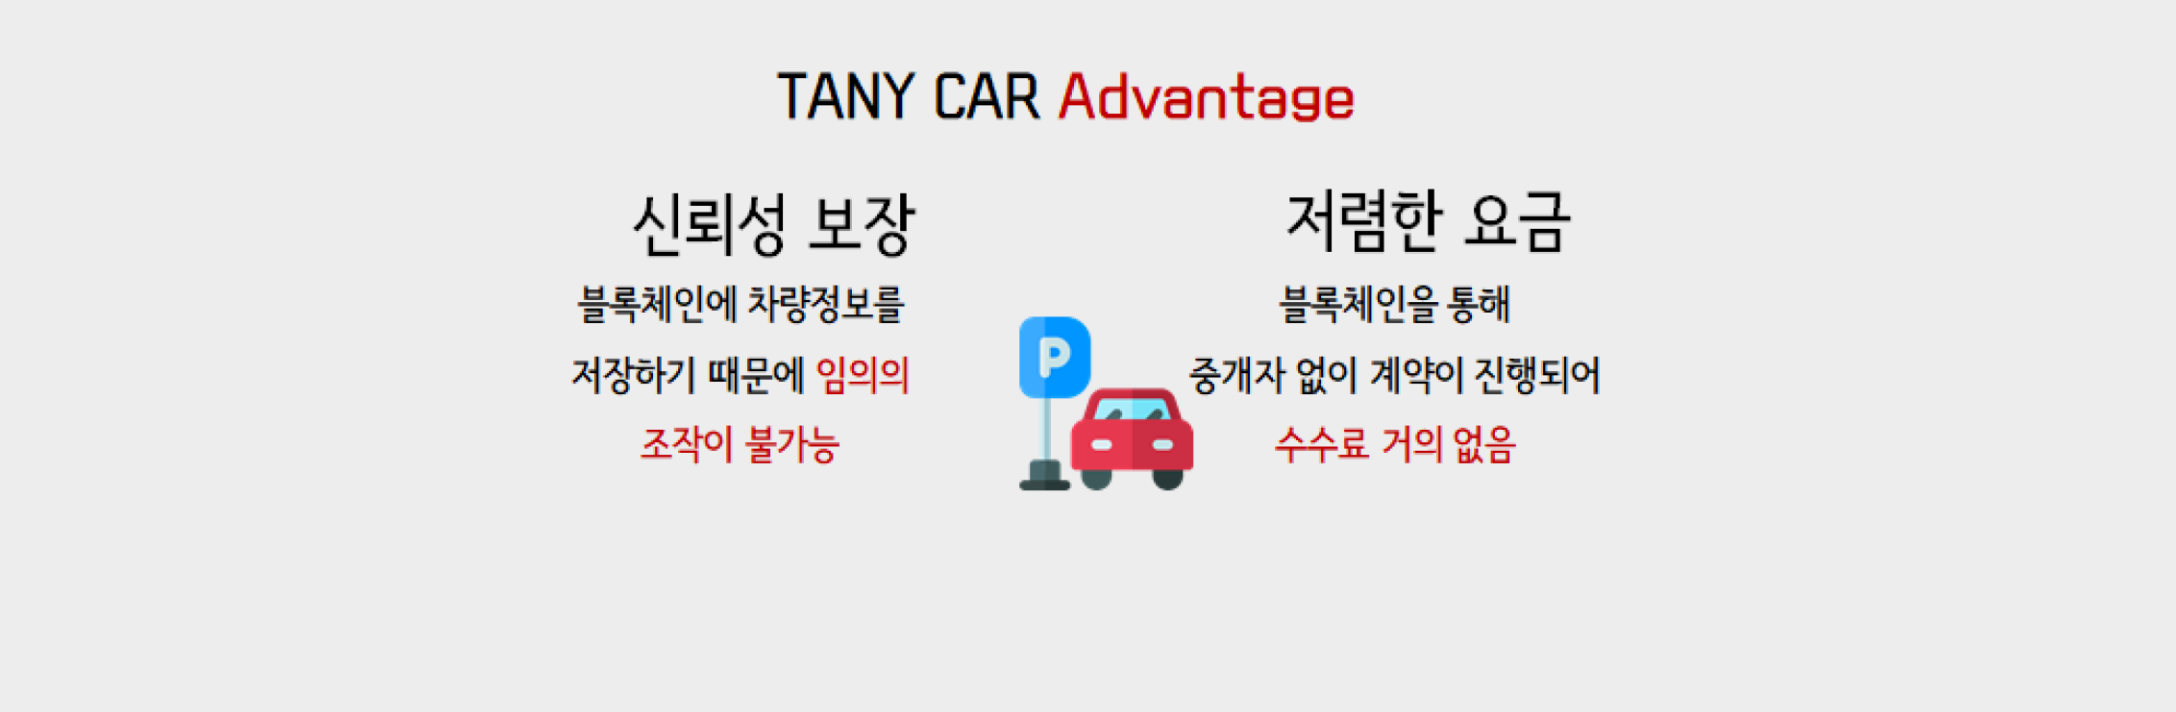 TANY CAR Advantage
신뢰성 보장
블록체인에 차량정보를
저장하기 때문에 임의의
조작이 불가능
P
저렴한 요금
블록체인을 통해
중개자 없이 계약이 진행되어
수수료 거의 없음